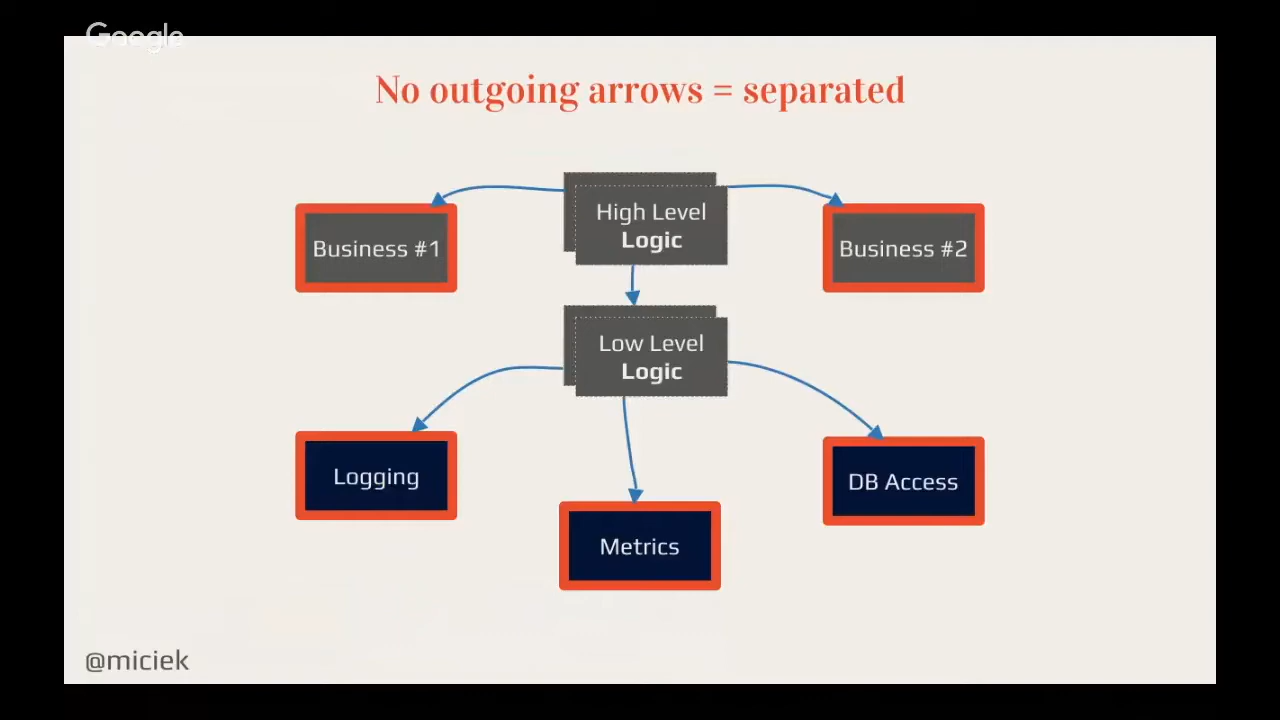 Google
No outgoing arrows = separated
High Level
Logic
Business #1
Business #2
Low Level
Logic
Logging
DB Access
Metrics
@miciek